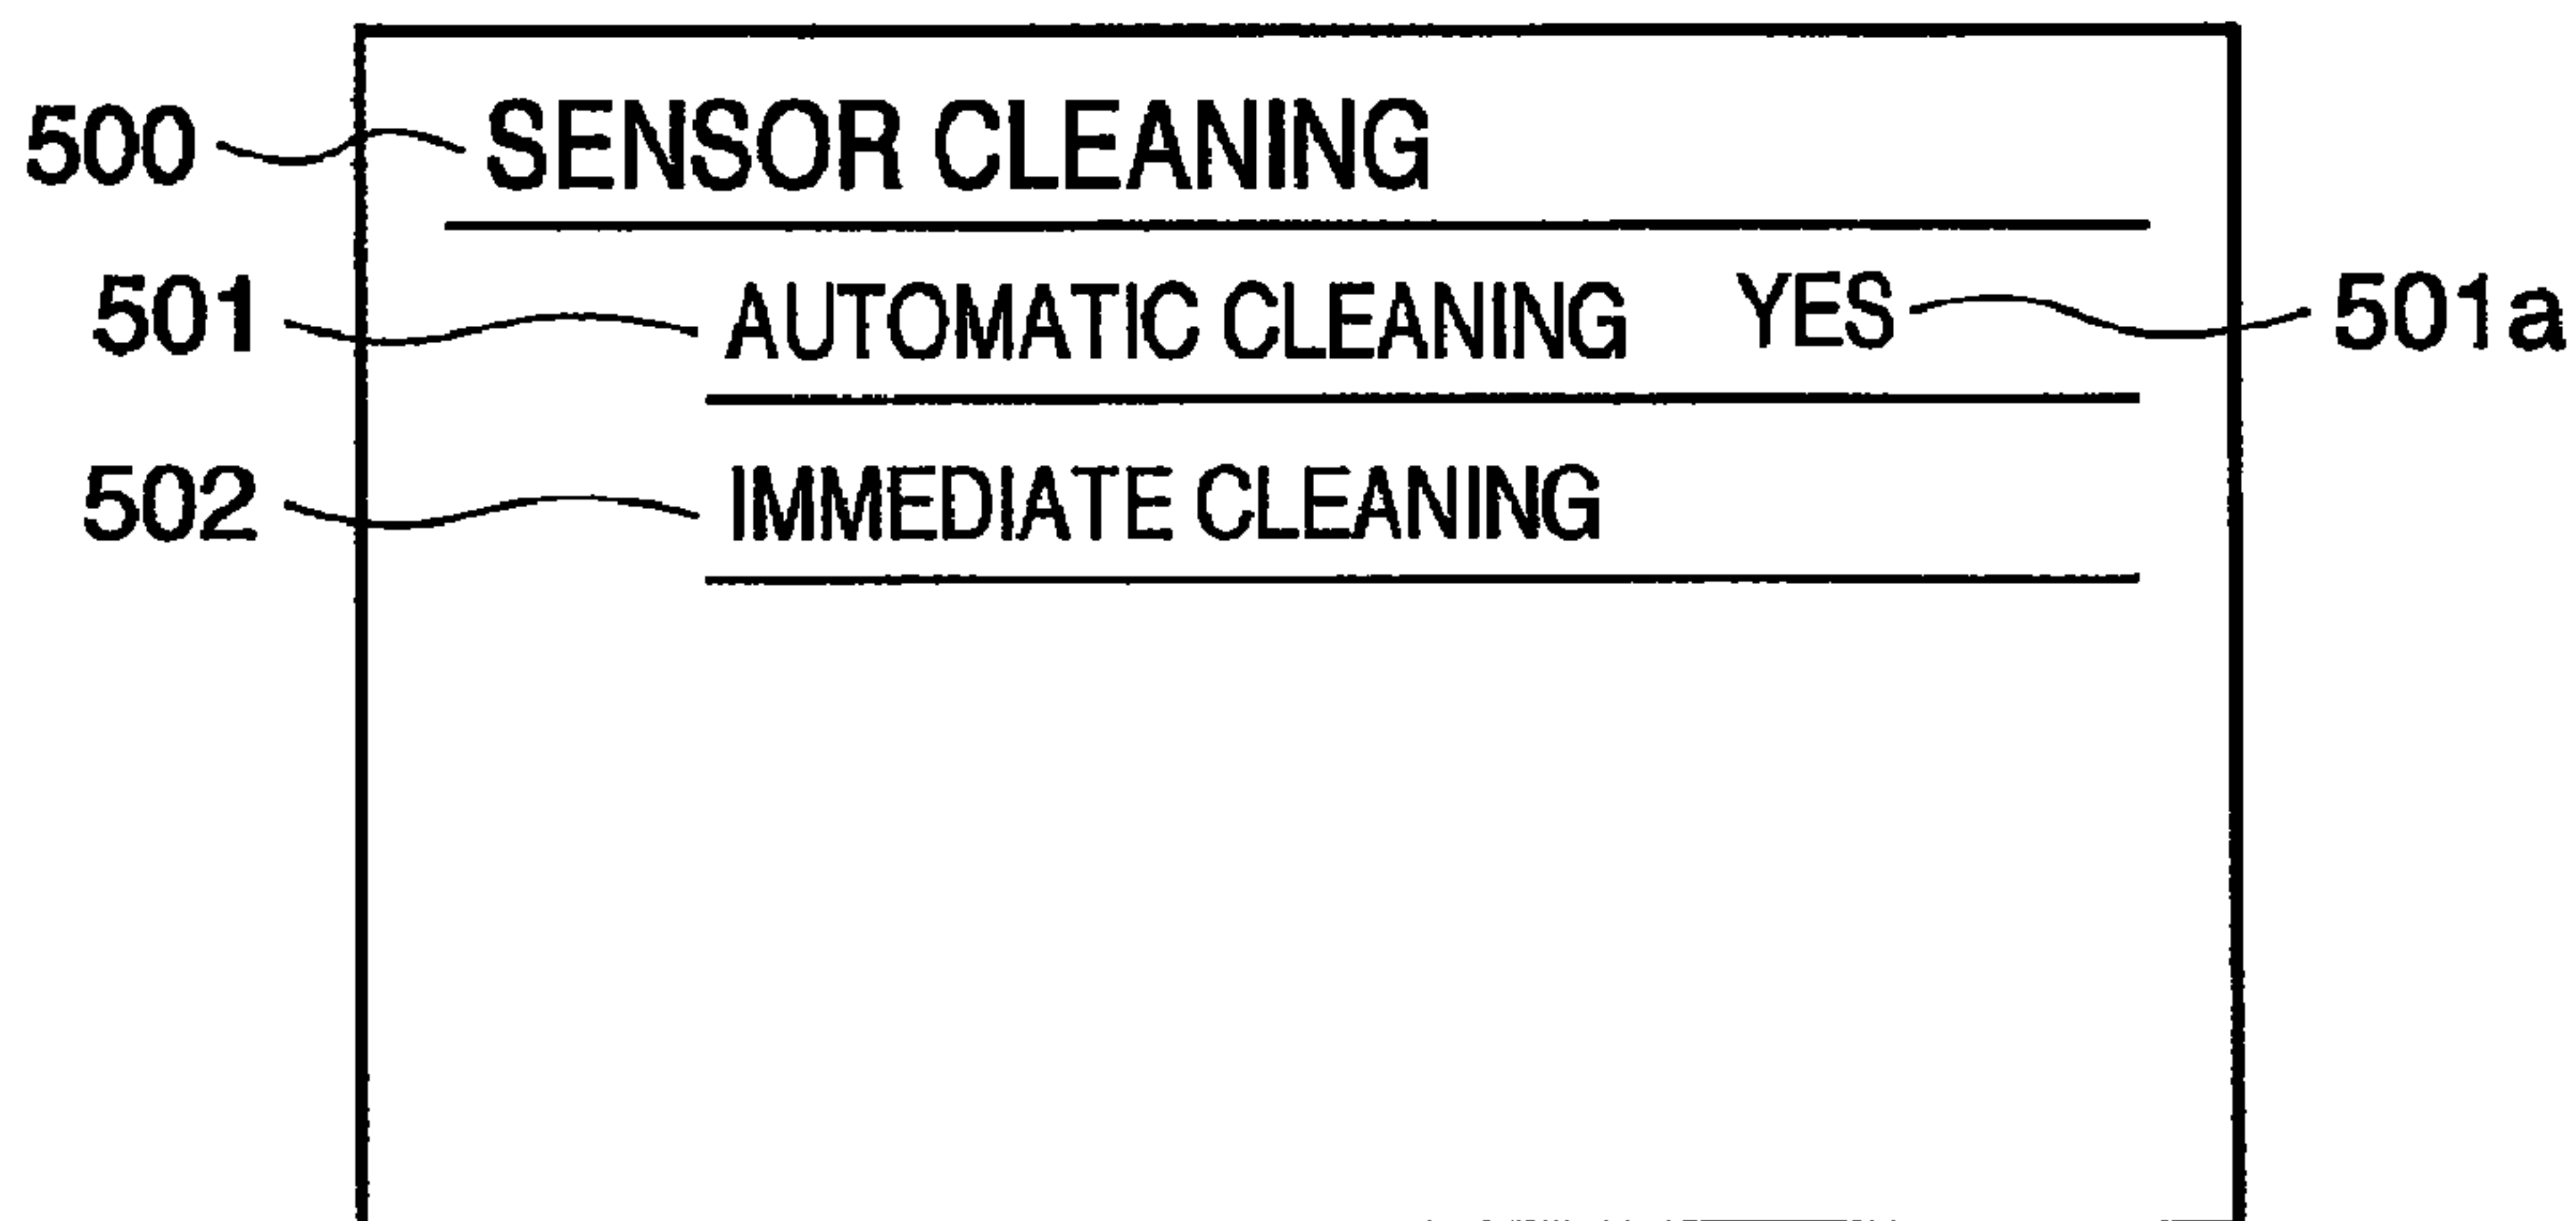 500 SENSOR CLEANING
501 AUTOMATIC CLEANING YES 501a
502 IMMEDIATE CLEANING